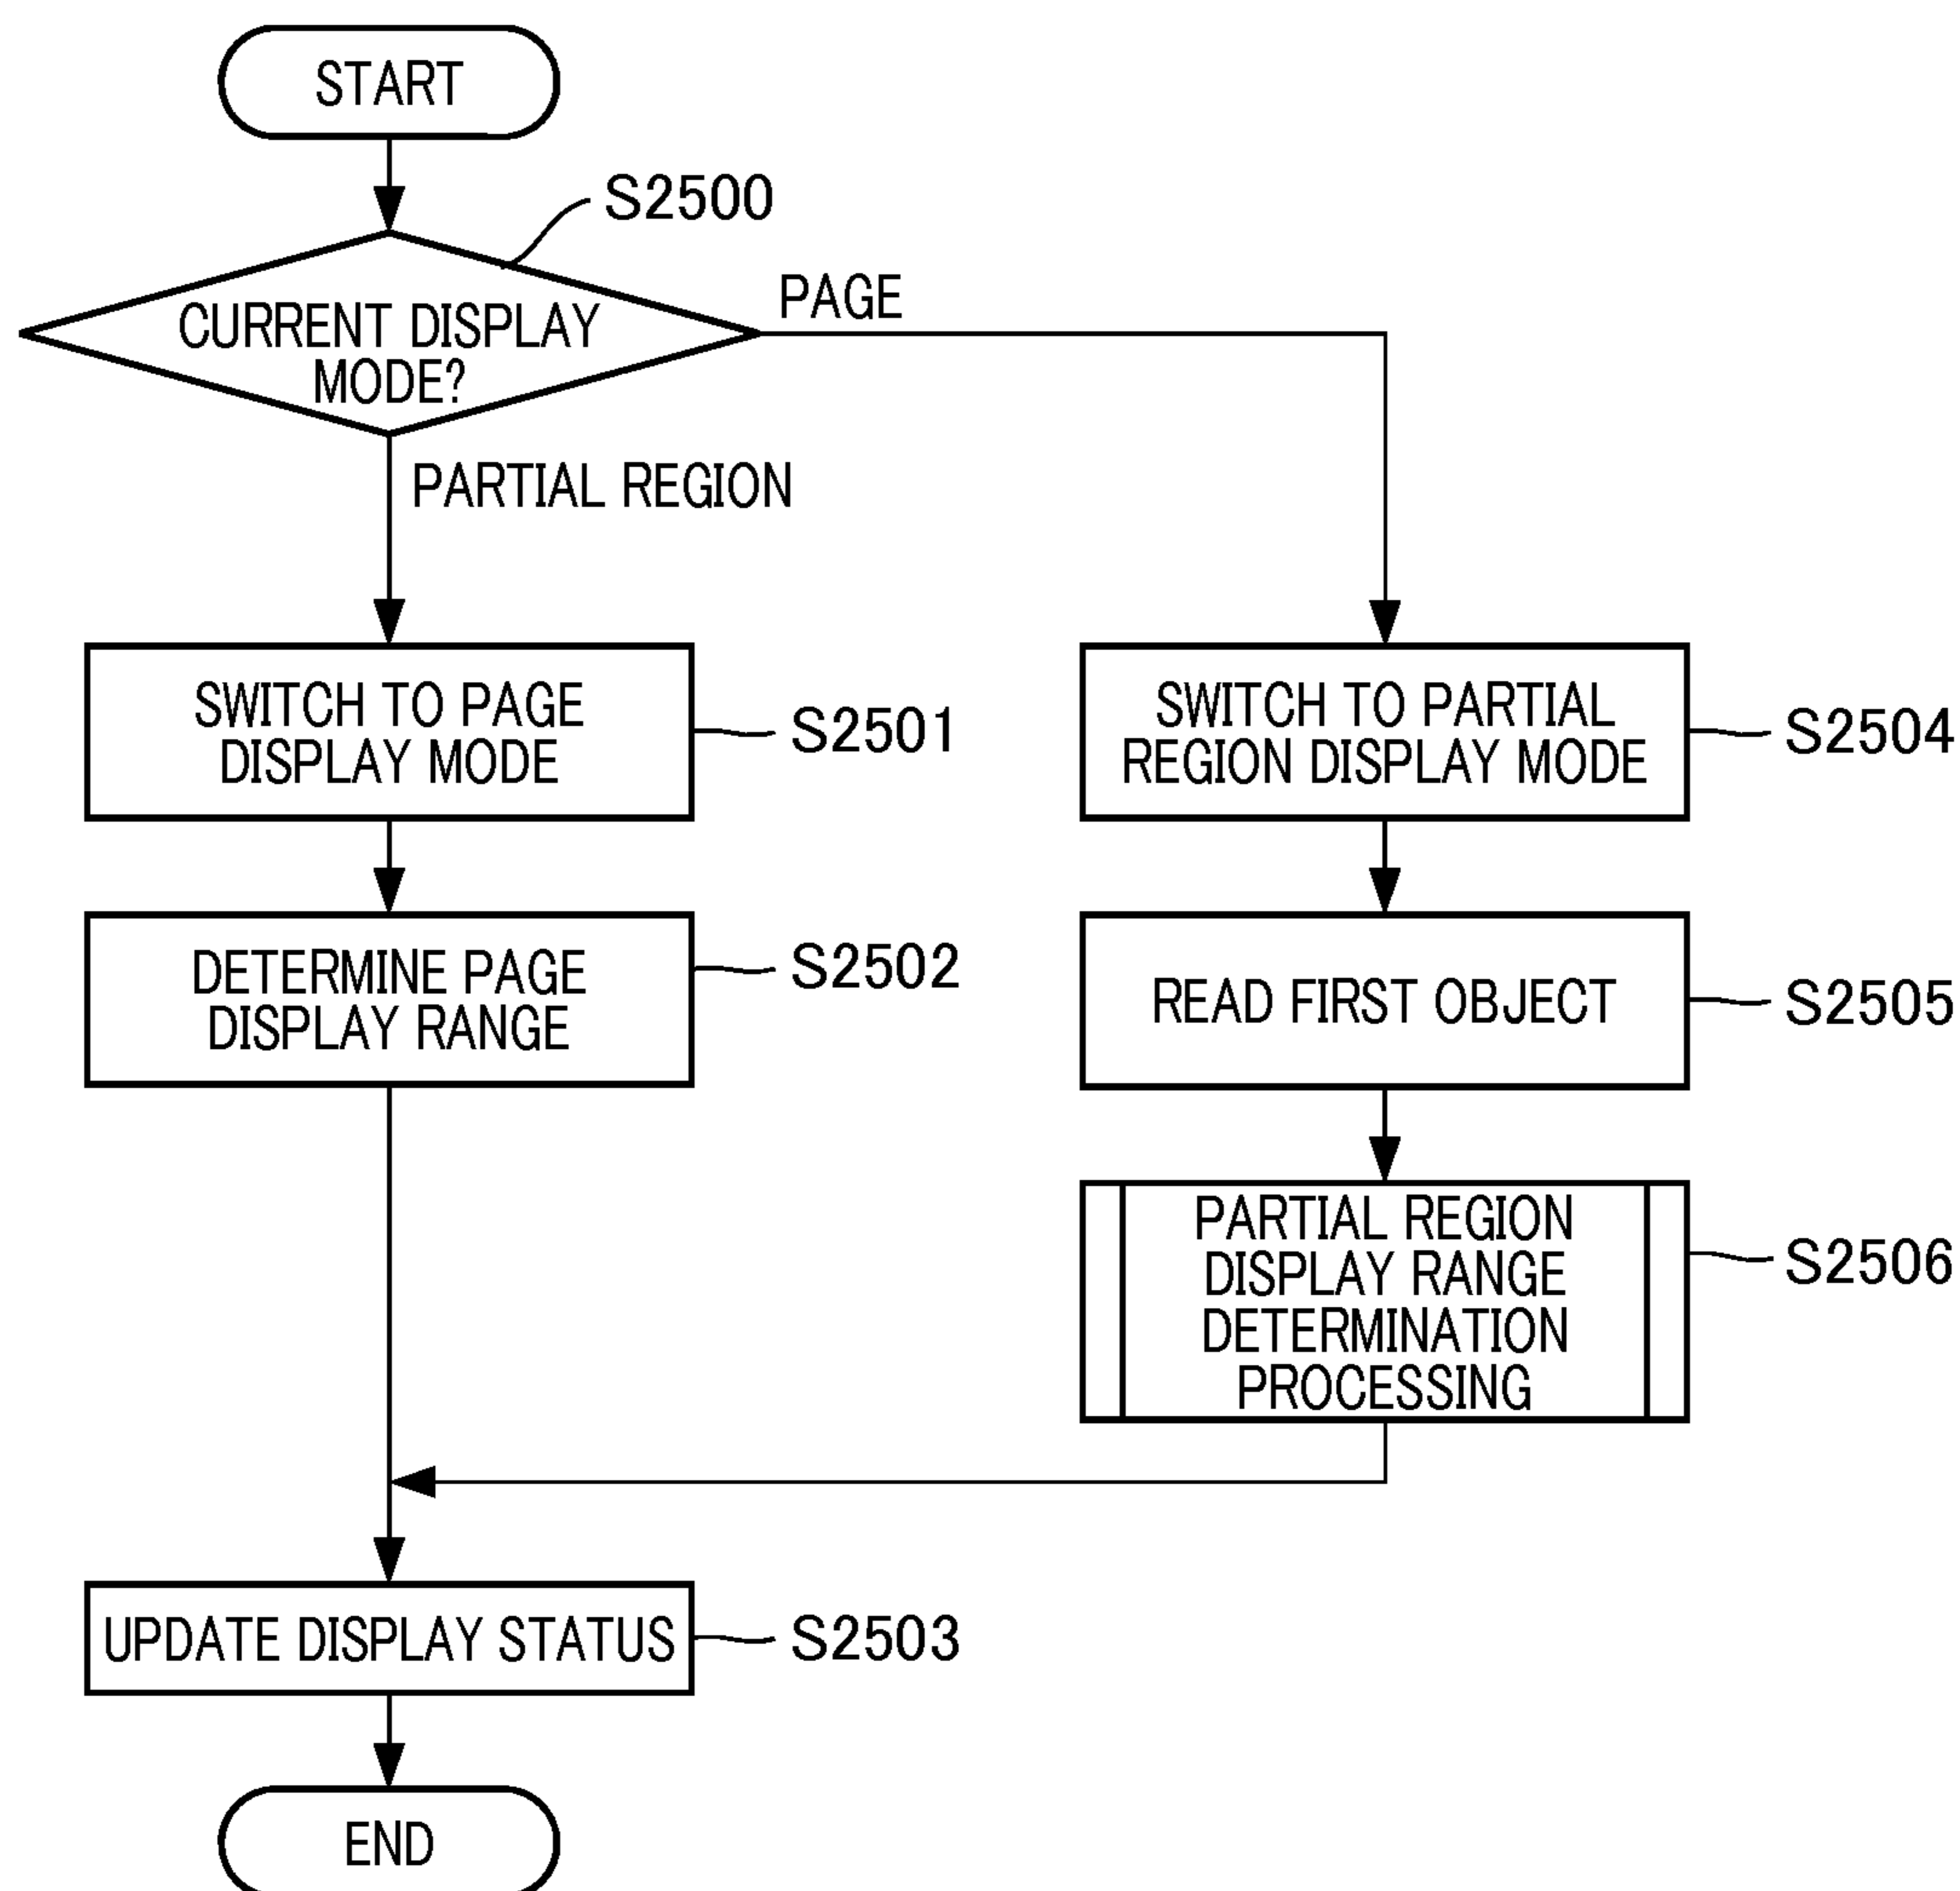 START
S2500
CURRENT DISPLAY
MODE?
PAGE
PARTIAL REGION
SWITCH TO PAGE
DISPLAY MODE
S2501
DETERMINE PAGE
DISPLAY RANGE
S2502
SWITCH TO PARTIAL
REGION DISPLAY MODE
S2504
READ FIRST OBJECT
S2505
PARTIAL REGION
DISPLAY RANGE
DETERMINATION
PROCESSING
S2506
UPDATE DISPLAY STATUS
S2503
END